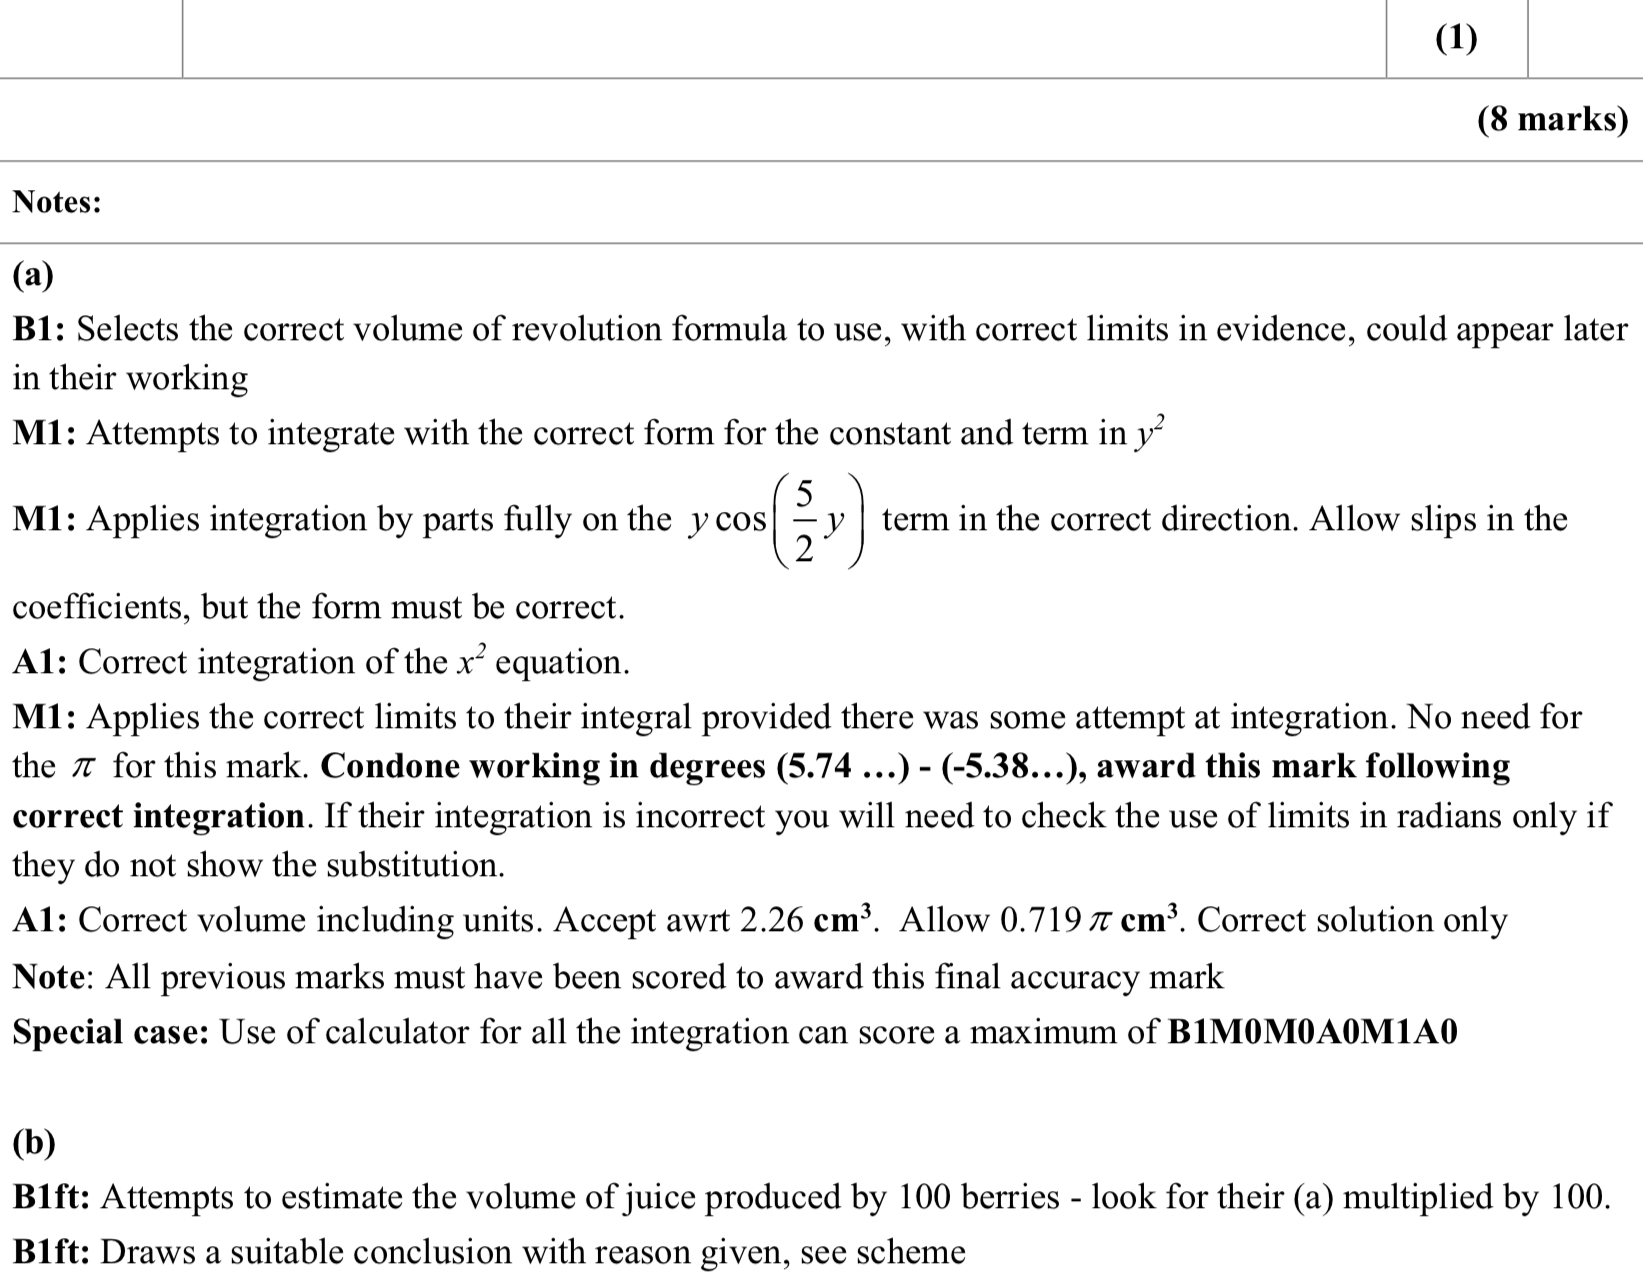 (1)
(8 marks)
Notes:
(a)
B1: Selects the correct volume of revolution formula to use, with correct limits in evidence, could appear later
in their working
M1: Attempts to integrate with the correct form for the constant and term in y²
M1: Applies integration by parts fully on the y cos(5/2 y) term in the correct direction. Allow slips in the
coefficients, but the form must be correct.
A1: Correct integration of the x² equation.
M1: Applies the correct limits to their integral provided there was some attempt at integration. No need for
the π for this mark. Condone working in degrees (5.74 ...) - (-5.38...), award this mark following
correct integration. If their integration is incorrect you will need to check the use of limits in radians only if
they do not show the substitution.
A1: Correct volume including units. Accept awrt 2.26 cm³. Allow 0.719 π cm³. Correct solution only
Note: All previous marks must have been scored to award this final accuracy mark
Special case: Use of calculator for all the integration can score a maximum of B1M0M0A0M1A0
(b)
B1ft: Attempts to estimate the volume of juice produced by 100 berries - look for their (a) multiplied by 100.
B1ft: Draws a suitable conclusion with reason given, see scheme